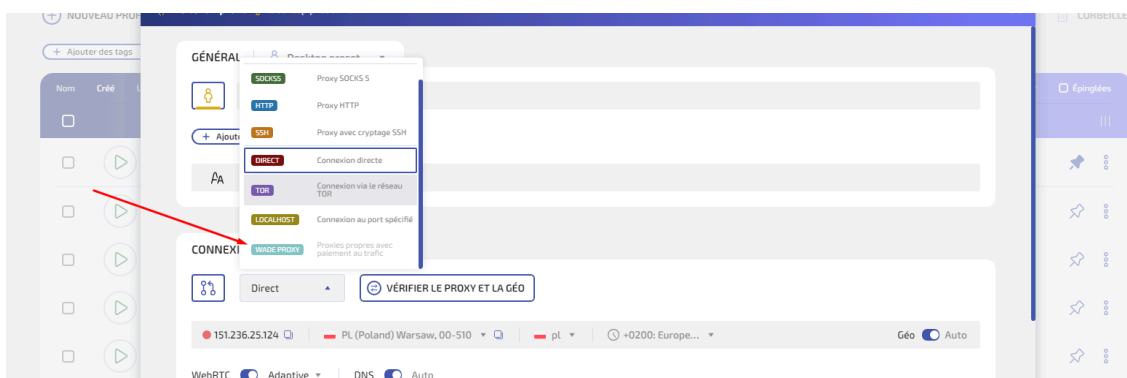 NOUVEAU PROF
CORBEILLE
+ Ajouter des tags
GÉNÉRAL
Desktop preset
Nom
Créé
Épinglées
SOCKS5
Proxy SOCKS 5
HTTP
Proxy HTTP
+ Ajoute
SSH
Proxy avec cryptage SSH
DIRECT
Connexion directe
TOR
Connexion via le réseau
TOR
LOCALHOST
Connexion au port spécifié
CONNEXI
WADE PROXY
Proxies propres avec
paiement au trafic
Direct
VÉRIFIER LE PROXY ET LA GÉO
151.236.25.124
PL (Poland) Warsaw, 00-510
pl
+0200: Europe...
Géo
Auto
WebRTC
Adaptive
DNS
Auto